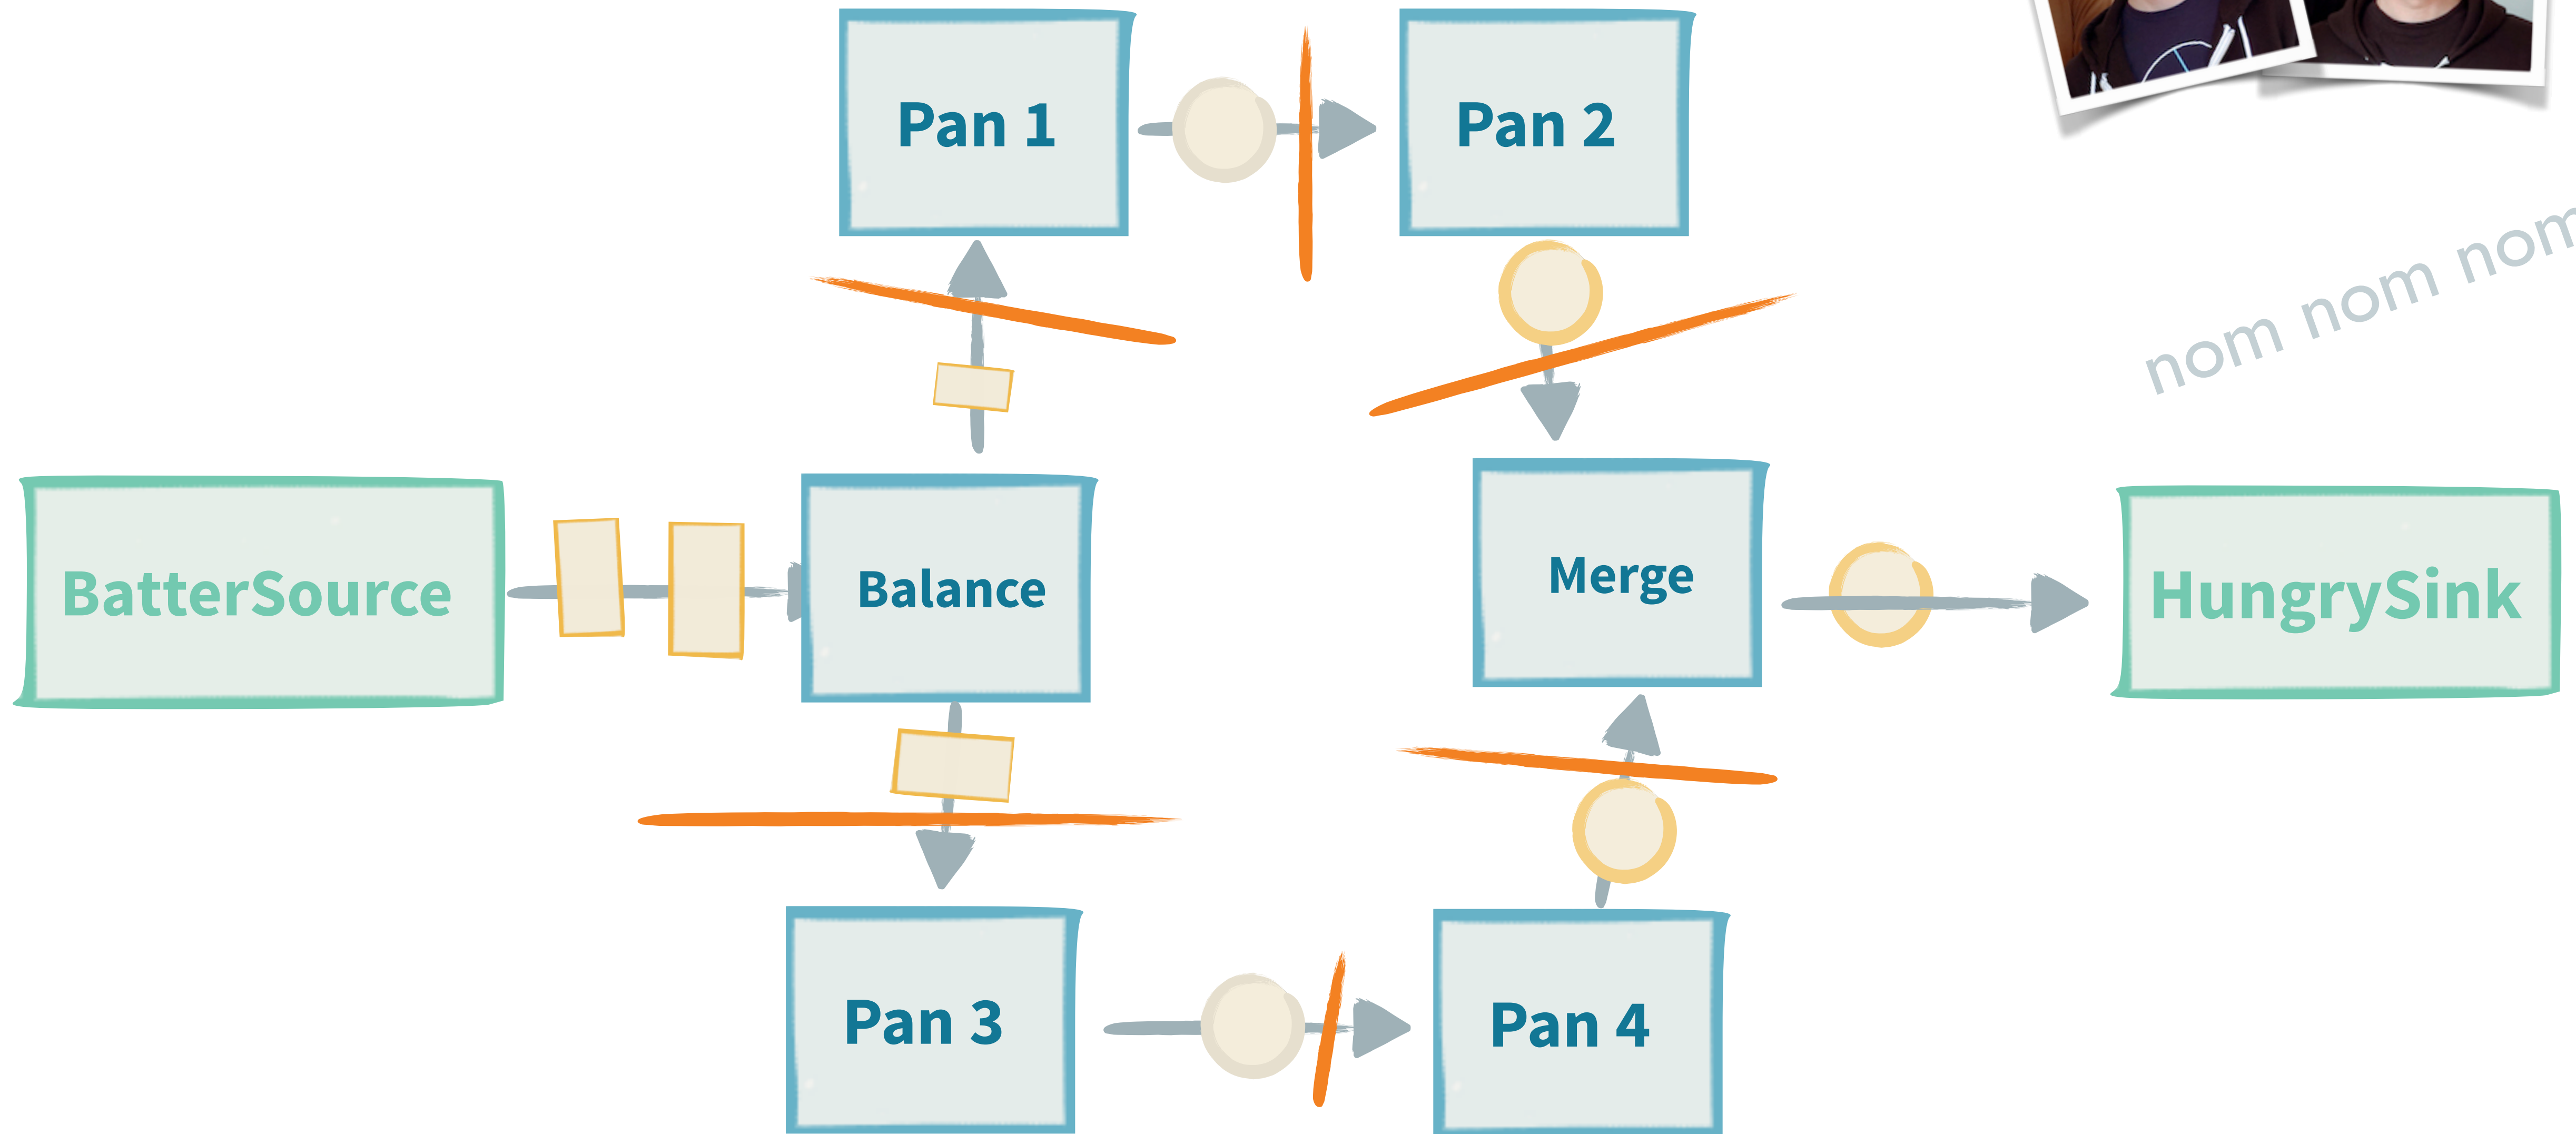 Pan 1
Pan 2
nom nom nom
BatterSource
Balance
Merge
HungrySink
Pan 3
Pan 4